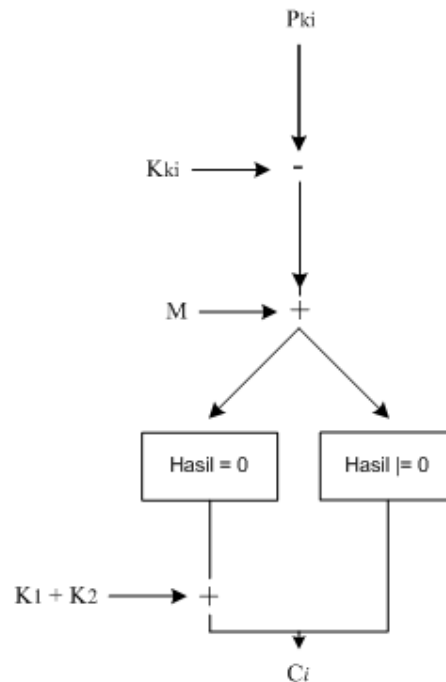 Pki
Kki
-
M
+
Hasil = 0
Hasil |= 0
K1 + K2
+
Ci